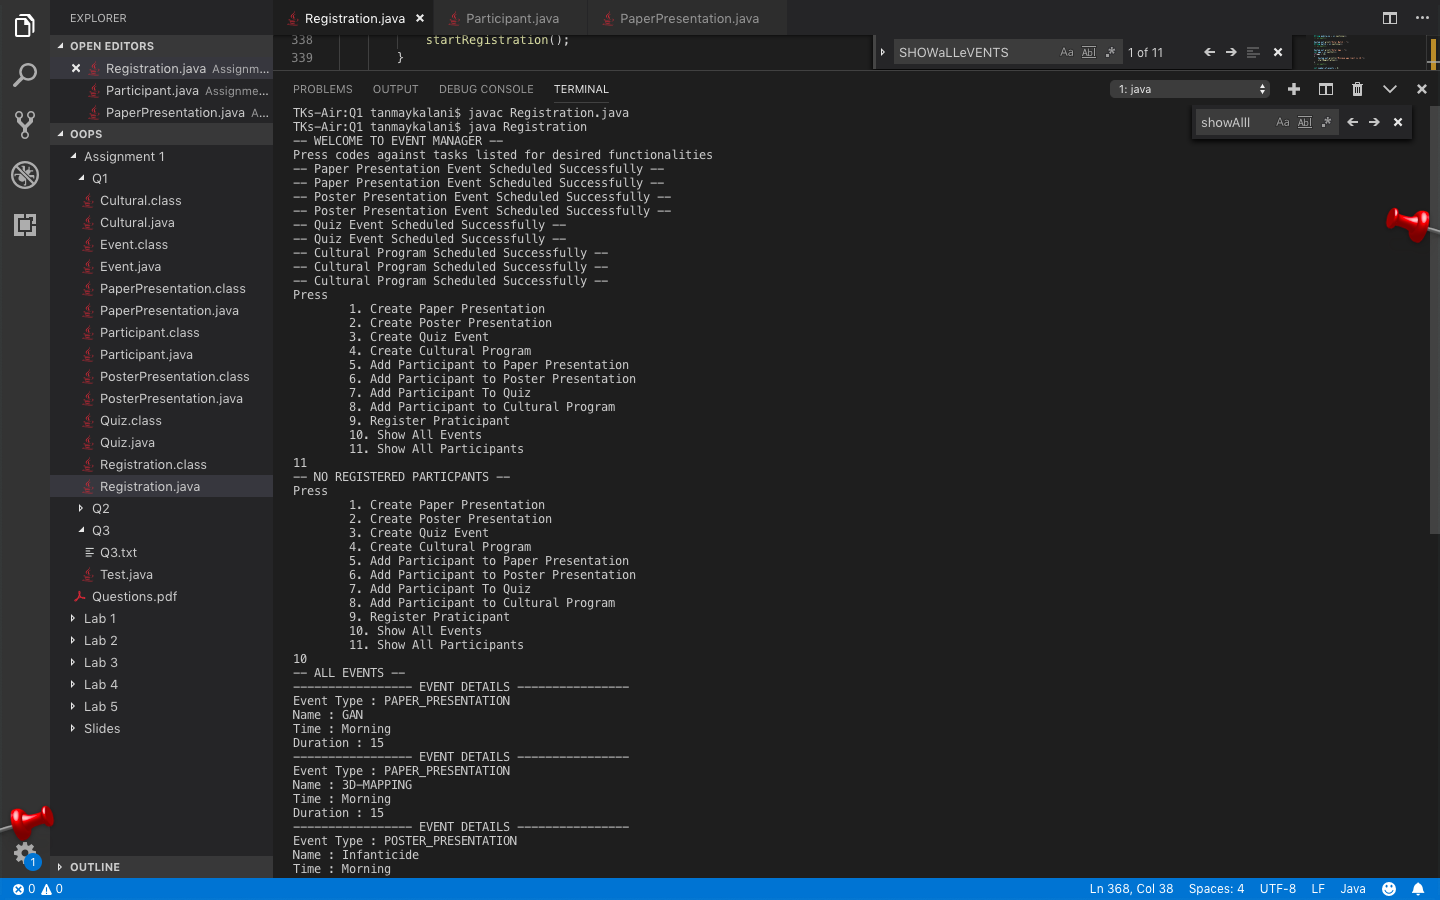 EXPLORER
OPEN EDITORS
Registration.java Assignm...
Participant.java Assignme...
PaperPresentation.java A...
OOPS
Assignment 1
Q1
Cultural.class
Cultural.java
Event.class
Event.java
PaperPresentation.class
PaperPresentation.java
Participant.class
Participant.java
PosterPresentation.class
PosterPresentation.java
Quiz.class
Quiz.java
Registration.class
Registration.java
Q2
Q3
Q3.txt
Test.java
Questions.pdf
Lab 1
Lab 2
Lab 3
Lab 4
Lab 5
Slides
OUTLINE
1
Registration.java
Participant.java
PaperPresentation.java
338 startRegistration();
339 }
SHOWaLLeVENTS Aa Abl .* 1 of 11
PROBLEMS OUTPUT DEBUG CONSOLE TERMINAL
1: java
showAlll Aa Abl .*
TKs-Air:Q1 tanmaykalani$ javac Registration.java
TKs-Air:Q1 tanmaykalani$ java Registration
-- WELCOME TO EVENT MANAGER --
Press codes against tasks listed for desired functionalities
-- Paper Presentation Event Scheduled Successfully --
-- Paper Presentation Event Scheduled Successfully --
-- Poster Presentation Event Scheduled Successfully --
-- Poster Presentation Event Scheduled Successfully --
-- Quiz Event Scheduled Successfully --
-- Quiz Event Scheduled Successfully --
-- Cultural Program Scheduled Successfully --
-- Cultural Program Scheduled Successfully --
-- Cultural Program Scheduled Successfully --
Press
1. Create Paper Presentation
2. Create Poster Presentation
3. Create Quiz Event
4. Create Cultural Program
5. Add Participant to Paper Presentation
6. Add Participant to Poster Presentation
7. Add Participant To Quiz
8. Add Participant to Cultural Program
9. Register Praticipant
10. Show All Events
11. Show All Participants
11
-- NO REGISTERED PARTICPANTS --
Press
1. Create Paper Presentation
2. Create Poster Presentation
3. Create Quiz Event
4. Create Cultural Program
5. Add Participant to Paper Presentation
6. Add Participant to Poster Presentation
7. Add Participant To Quiz
8. Add Participant to Cultural Program
9. Register Praticipant
10. Show All Events
11. Show All Participants
10
-- ALL EVENTS --
----------------- EVENT DETAILS ----------------
Event Type : PAPER_PRESENTATION
Name : GAN
Time : Morning
Duration : 15
----------------- EVENT DETAILS ----------------
Event Type : PAPER_PRESENTATION
Name : 3D-MAPPING
Time : Morning
Duration : 15
----------------- EVENT DETAILS ----------------
Event Type : POSTER_PRESENTATION
Name : Infanticide
Time : Morning
0 0
Ln 368, Col 38 Spaces: 4 UTF-8 LF Java